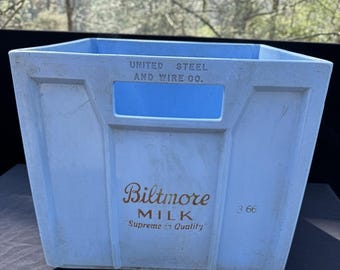 UNITED STEEL
AND WIRE CO.
Biltmore
MILK
Supreme in Quality
3 66